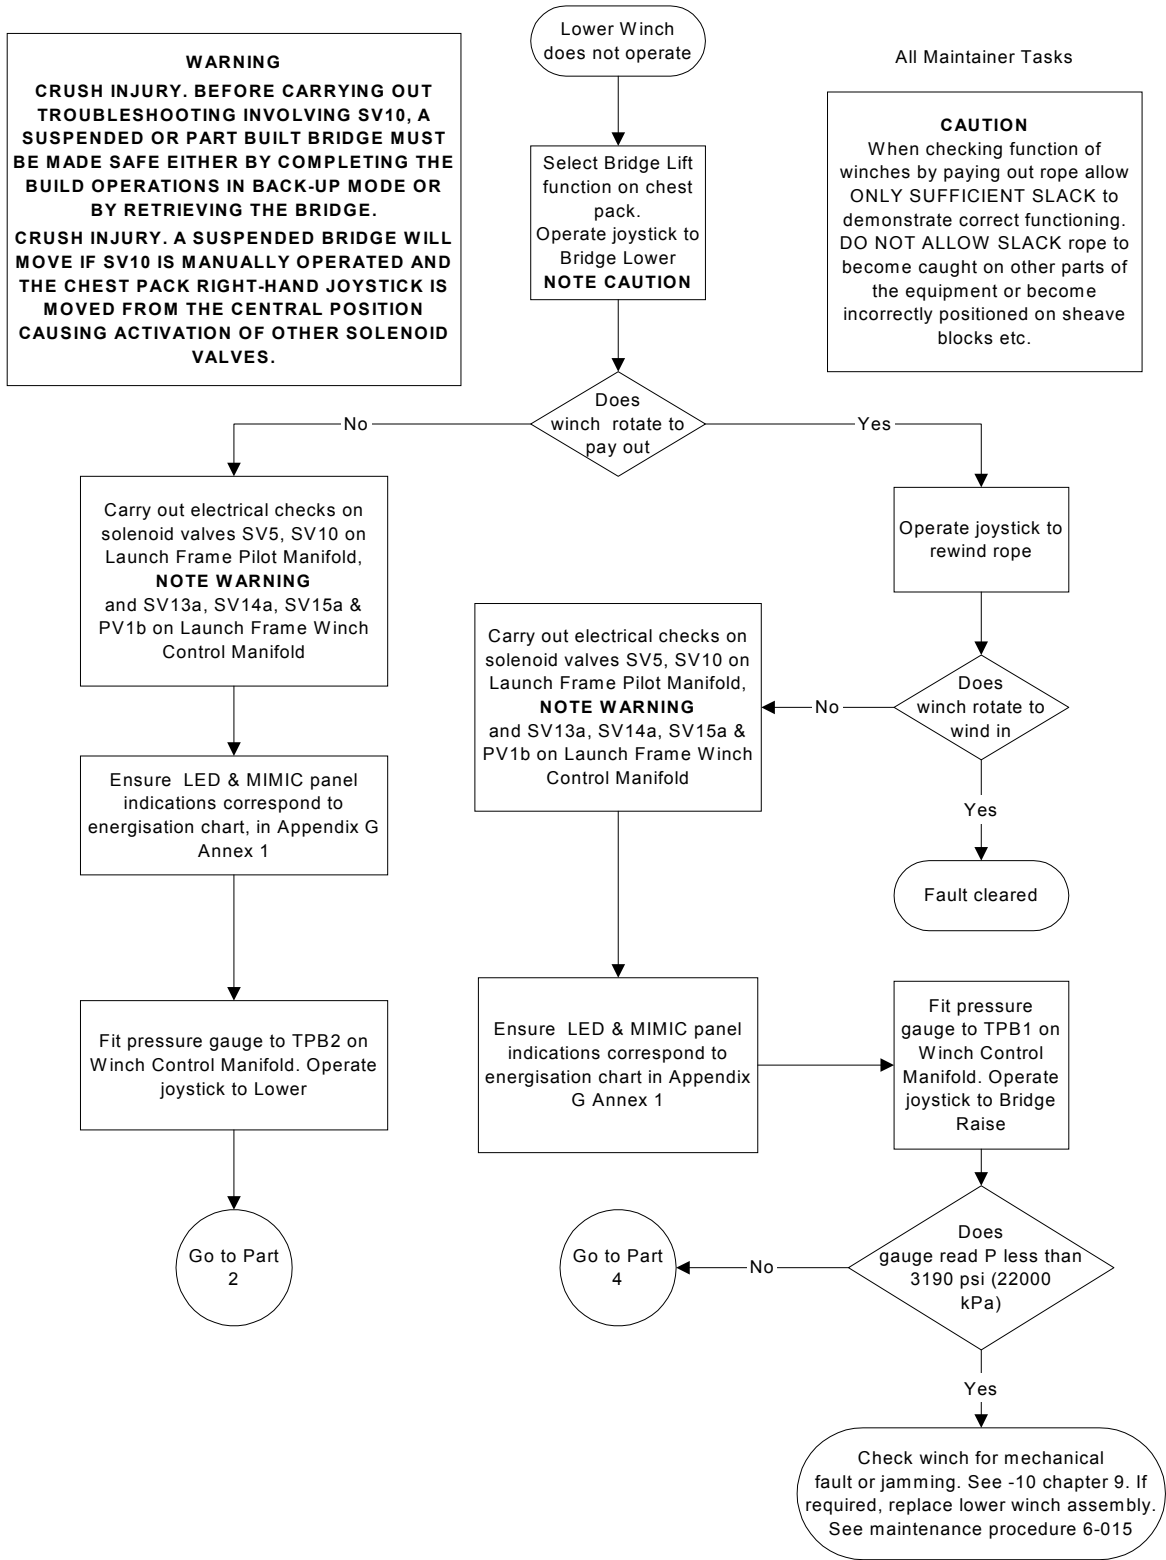 Lower Winch
does not operate
WARNING
CRUSH INJURY. BEFORE CARRYING OUT
TROUBLESHOOTING INVOLVING SV10, A
SUSPENDED OR PART BUILT BRIDGE MUST
BE MADE SAFE EITHER BY COMPLETING THE
BUILD OPERATIONS IN BACK-UP MODE OR
BY RETRIEVING THE BRIDGE.
CRUSH INJURY. A SUSPENDED BRIDGE WILL
MOVE IF SV10 IS MANUALLY OPERATED AND
THE CHEST PACK RIGHT-HAND JOYSTICK IS
MOVED FROM THE CENTRAL POSITION
CAUSING ACTIVATION OF OTHER SOLENOID
VALVES.
All Maintainer Tasks
CAUTION
When checking function of
winches by paying out rope allow
ONLY SUFFICIENT SLACK to
demonstrate correct functioning.
DO NOT ALLOW SLACK rope to
become caught on other parts of
the equipment or become
incorrectly positioned on sheave
blocks etc.
Select Bridge Lift
function on chest
pack.
Operate joystick to
Bridge Lower
NOTE CAUTION
Does
winch rotate to
pay out
No
Yes
Carry out electrical checks on
solenoid valves SV5, SV10 on
Launch Frame Pilot Manifold,
NOTE WARNING
and SV13a, SV14a, SV15a &
PV1b on Launch Frame Winch
Control Manifold
Operate joystick to
rewind rope
Carry out electrical checks on
solenoid valves SV5, SV10 on
Launch Frame Pilot Manifold,
NOTE WARNING
and SV13a, SV14a, SV15a &
PV1b on Launch Frame Winch
Control Manifold
No
Does
winch rotate to
wind in
Yes
Fault cleared
Ensure LED & MIMIC panel
indications correspond to
energisation chart, in Appendix G
Annex 1
Fit pressure gauge to TPB2 on
Winch Control Manifold. Operate
joystick to Lower
Go to Part
2
Ensure LED & MIMIC panel
indications correspond to
energisation chart in Appendix
G Annex 1
Fit pressure
gauge to TPB1 on
Winch Control
Manifold. Operate
joystick to Bridge
Raise
Does
gauge read P less than
3190 psi (22000
kPa)
No
Go to Part
4
Yes
Check winch for mechanical
fault or jamming. See -10 chapter 9. If
required, replace lower winch assembly.
See maintenance procedure 6-015